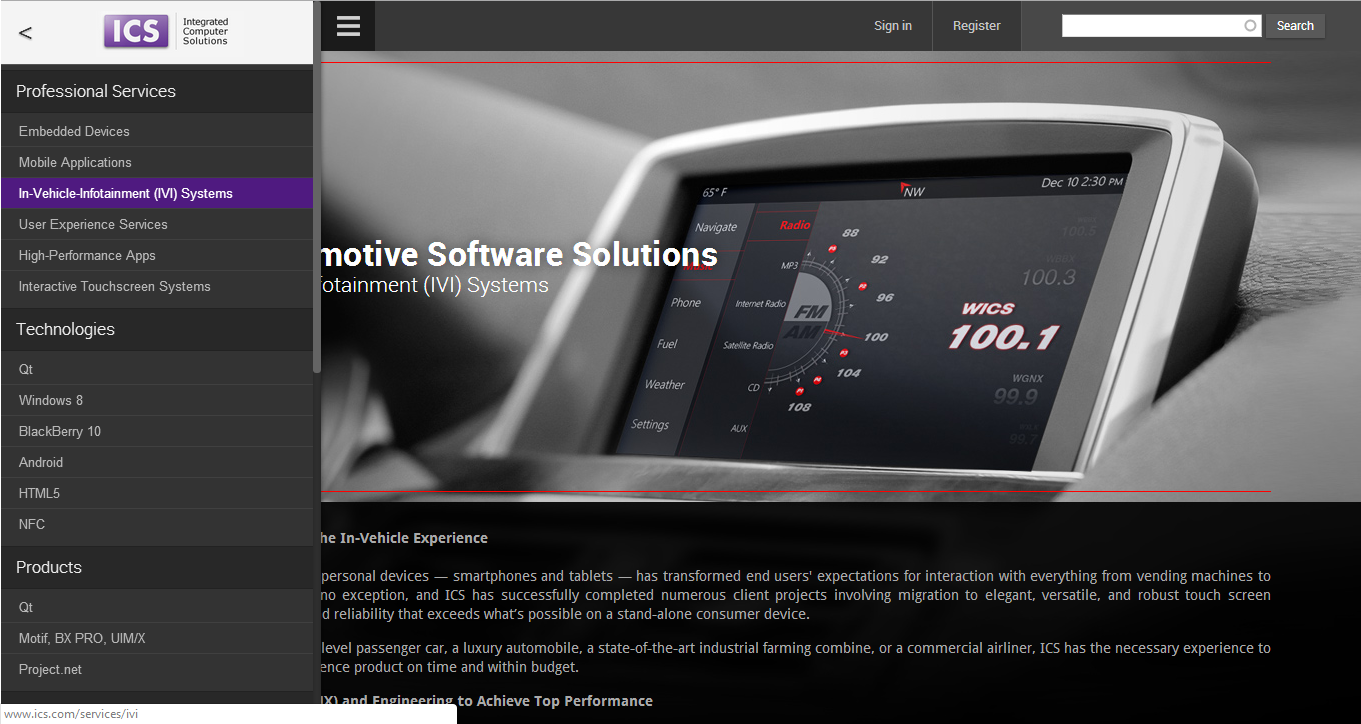 <
ICS
Integrated
Computer
Solutions
Sign in
Register
Search
Professional Services
Embedded Devices
Mobile Applications
In-Vehicle-Infotainment (IVI) Systems
User Experience Services
High-Performance Apps
Interactive Touchscreen Systems
Technologies
Qt
Windows 8
BlackBerry 10
Android
HTML5
NFC
Products
Qt
Motif, BX PRO, UIM/X
Project.net
www.ics.com/services/ivi
65° F
NW
Dec 10 2:30 PM
Navigate
Phone
Fuel
Weather
Settings
Radio
MP3
Internet Radio
Satellite Radio
CD
AUX
FM
AM
88
92
96
100
104
108
100.5
WEBX
100.3
WICS
100.1
WGNX
99.9
99.7
motive Software Solutions
fotainment (IVI) Systems
he In-Vehicle Experience
personal devices — smartphones and tablets — has transformed end users' expectations for interaction with everything from vending machines to
no exception, and ICS has successfully completed numerous client projects involving migration to elegant, versatile, and robust touch screen
d reliability that exceeds what's possible on a stand-alone consumer device.
level passenger car, a luxury automobile, a state-of-the-art industrial farming combine, or a commercial airliner, ICS has the necessary experience to
ence product on time and within budget.
X) and Engineering to Achieve Top Performance